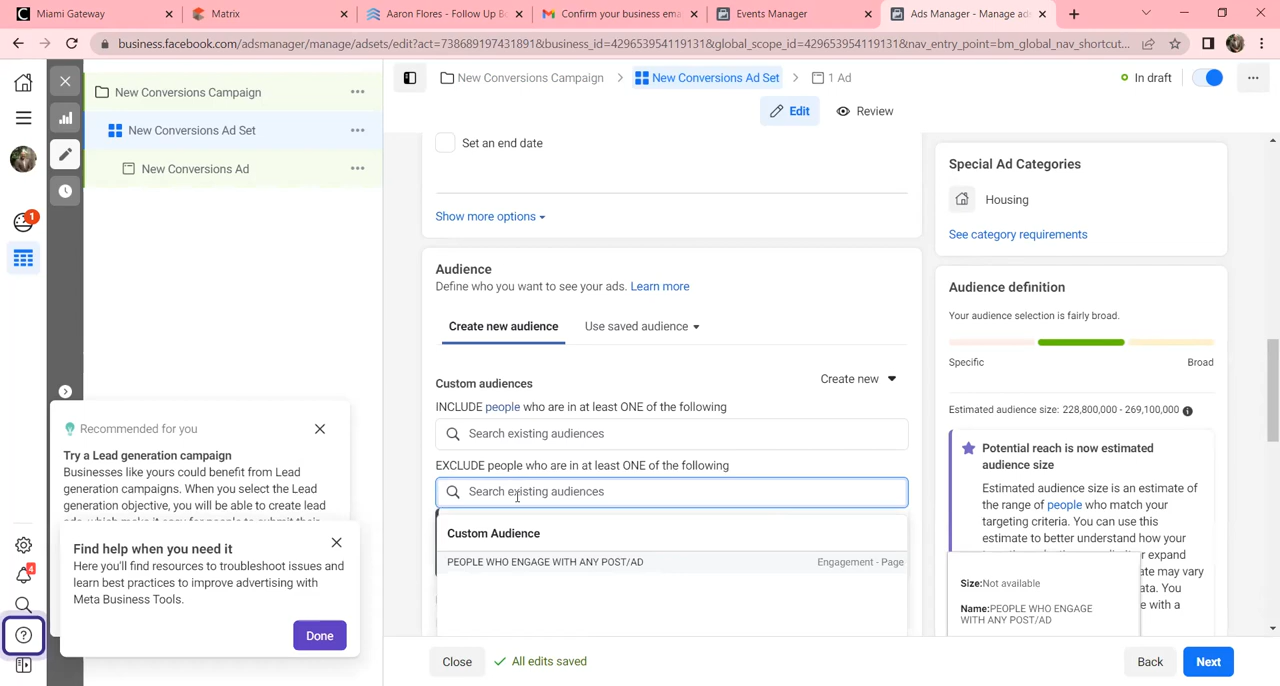 Miami Gateway
Matrix
Aaron Flores - Follow Up B
Confirm your business ema
Events Manager
Ads Manager - Manage ads
business.facebook.com/adsmanager/manage/adsets/edit?act=738689197431891&business_id=429653954119131&global_scope_id=429653954119131&nav_entry_point=bm_global_nav_shortcut...
New Conversions Campaign
New Conversions Ad Set
1 Ad
In draft
Edit
Review
New Conversions Campaign
New Conversions Ad Set
New Conversions Ad
1
4
Set an end date
Show more options
Audience
Define who you want to see your ads. Learn more
Create new audience
Use saved audience
Custom audiences
Create new
INCLUDE people who are in at least ONE of the following
Search existing audiences
EXCLUDE people who are in at least ONE of the following
Search existing audiences
Custom Audience
PEOPLE WHO ENGAGE WITH ANY POST/AD
Engagement - Page
Special Ad Categories
Housing
See category requirements
Audience definition
Your audience selection is fairly broad.
Specific
Broad
Estimated audience size: 228,800,000 - 269,100,000
Potential reach is now estimated
audience size
Estimated audience size is an estimate of
the range of people who match your
targeting criteria. You can use this
estimate to better understand how your
expand
ate may vary
ata. You
e with a
Size:Not available
Name:PEOPLE WHO ENGAGE
WITH ANY POST/AD
Recommended for you
Try a Lead generation campaign
Businesses like yours could benefit from Lead
generation campaigns. When you select the Lead
generation objective, you will be able to create lead
Find help when you need it
Here you'll find resources to troubleshoot issues and
learn best practices to improve advertising with
Meta Business Tools.
Done
Close
All edits saved
Back
Next